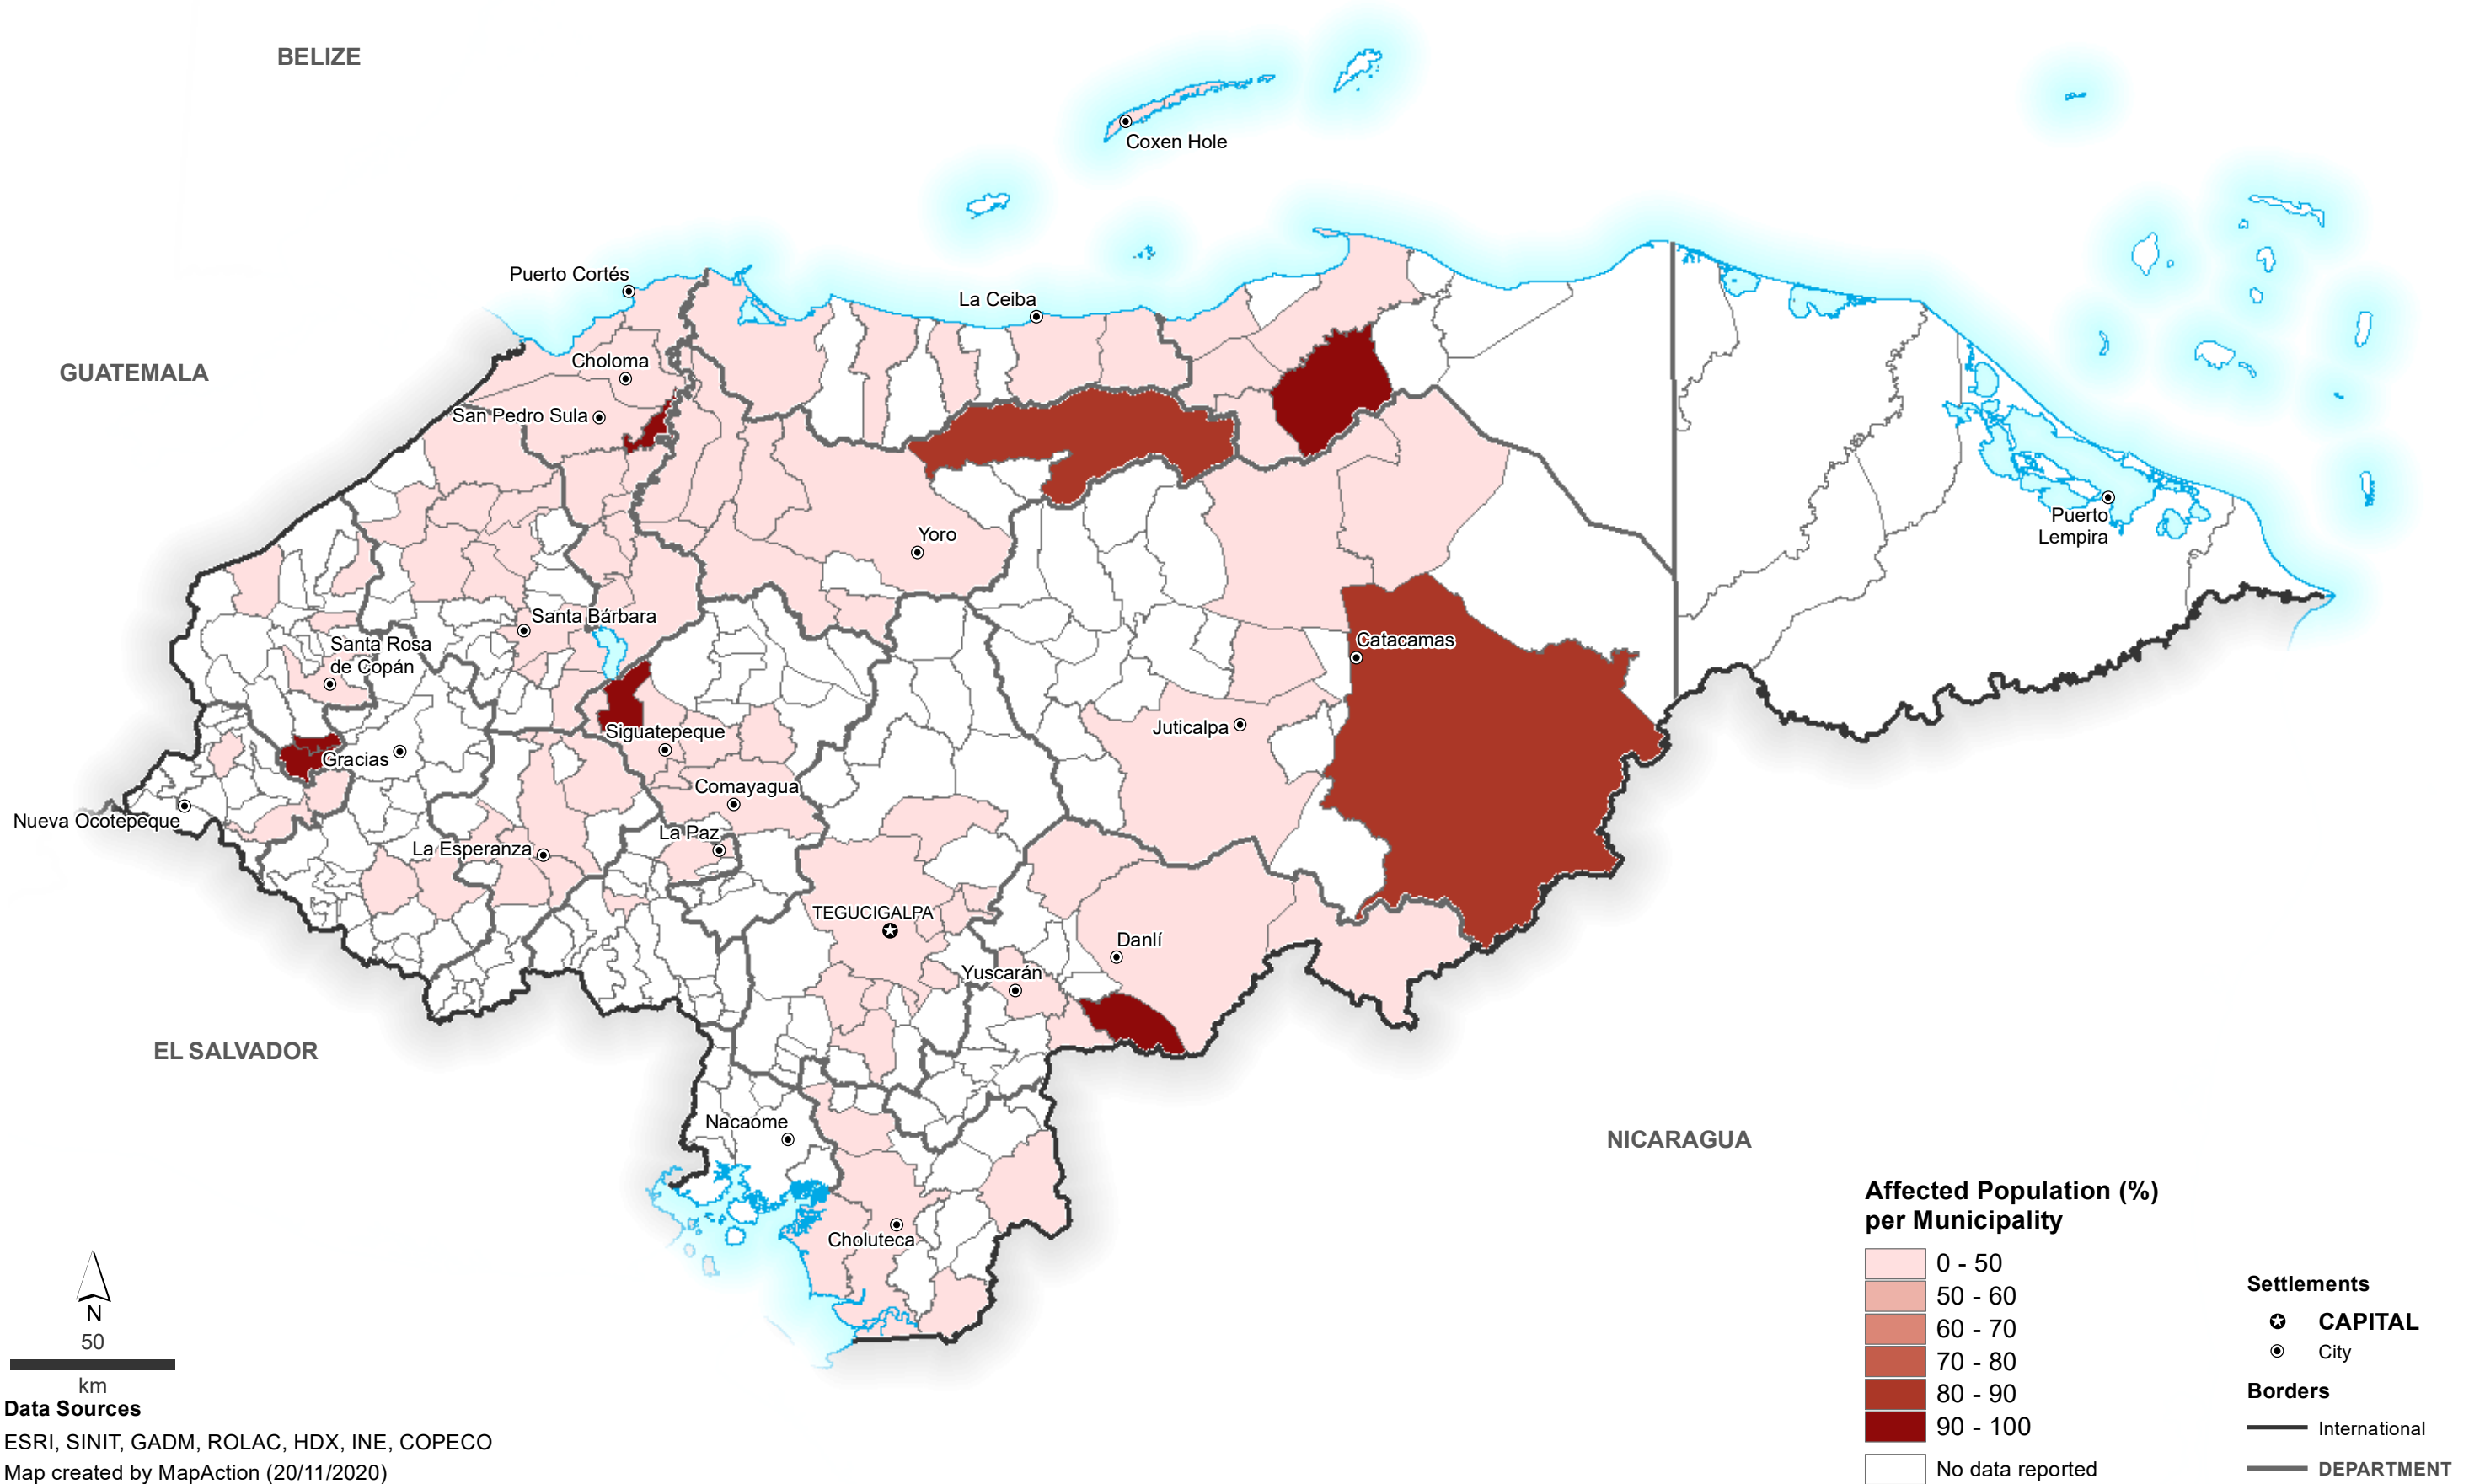 BELIZE
Coxen Hole
Puerto Cortés
La Ceiba
Choloma
GUATEMALA
San Pedro Sula
Puerto
Lempira
Yoro
Santa Bárbara
Santa Rosa
de Copán
Catacamas
Siguatepeque
Juticalpa
Gracias
Comayagua
Nueva Ocotepeque
La Paz
La Esperanza
TEGUCIGALPA
Danlí
Yuscarán
EL SALVADOR
Nacaome
NICARAGUA
Choluteca
Affected Population (%)
per Municipality
0 - 50
50 - 60
60 - 70
70 - 80
80 - 90
90 - 100
No data reported
Settlements
CAPITAL
City
Borders
International
DEPARTMENT
N
50
km
Data Sources
ESRI, SINIT, GADM, ROLAC, HDX, INE, COPECO
Map created by MapAction (20/11/2020)